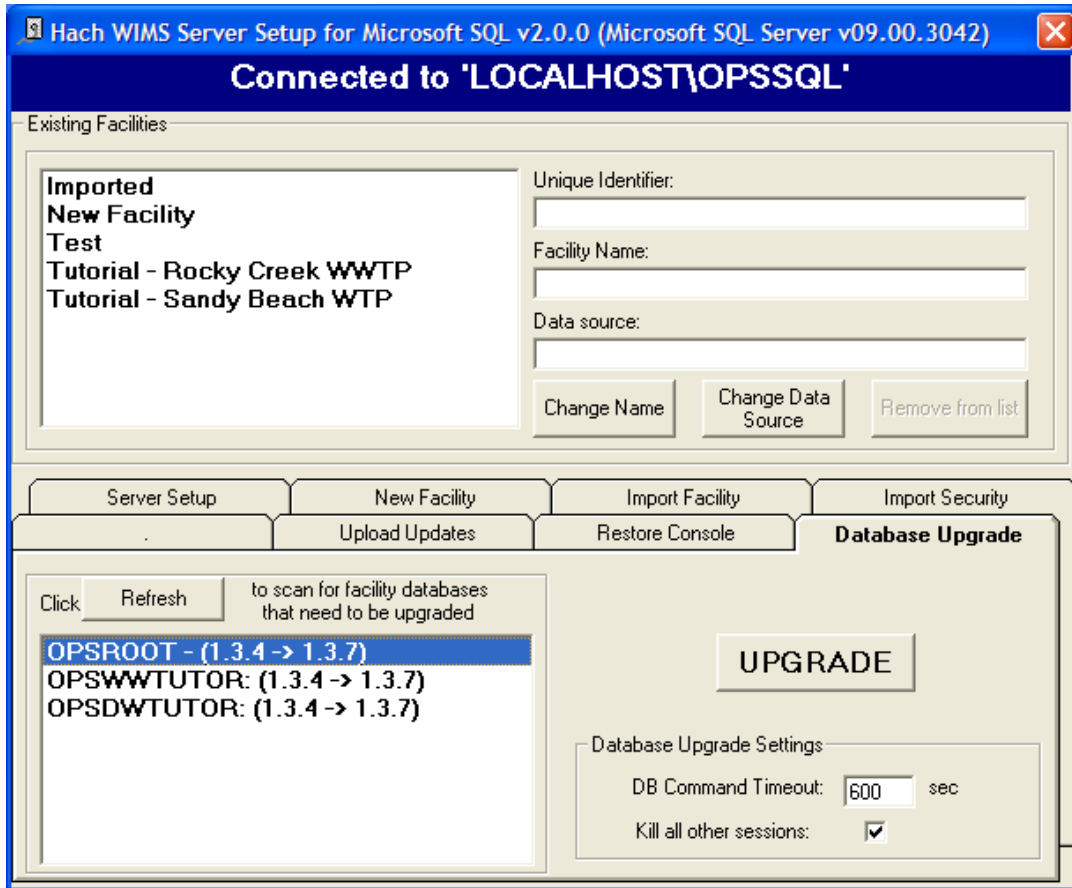 Hach WIMS Server Setup for Microsoft SQL v2.0.0 (Microsoft SQL Server v09.00.3042)
Connected to 'LOCALHOST\OPSSQL'
Existing Facilities
Imported
New Facility
Test
Tutorial - Rocky Creek WWTP
Tutorial - Sandy Beach WTP
Unique Identifier:
Facility Name:
Data source:
Change Name
Change Data
Source
Remove from list
Server Setup
New Facility
Import Facility
Import Security
.
Upload Updates
Restore Console
Database Upgrade
Click
Refresh
to scan for facility databases
that need to be upgraded
OPSROOT - (1.3.4 -> 1.3.7)
OPSWWTUTOR: (1.3.4 -> 1.3.7)
OPSDWTUTOR: (1.3.4 -> 1.3.7)
UPGRADE
Database Upgrade Settings
DB Command Timeout: 600 sec
Kill all other sessions: